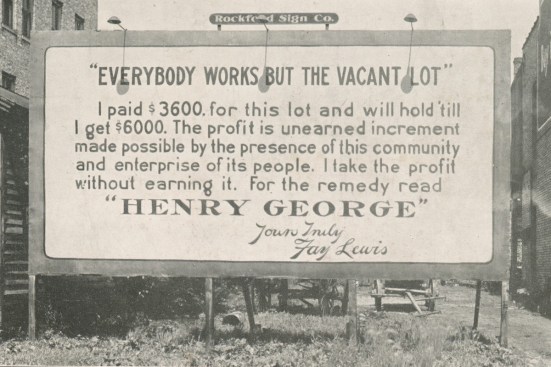 Rockford Sign Co.
"EVERYBODY WORKS BUT THE VACANT LOT"
I paid $3600. for this lot and will hold 'till
I get $6000. The profit is unearned increment
made possible by the presence of this community
and enterprise of its people. I take the profit
without earning it. For the remedy read
"HENRY GEORGE"
Yours Truly
Fay Lewis